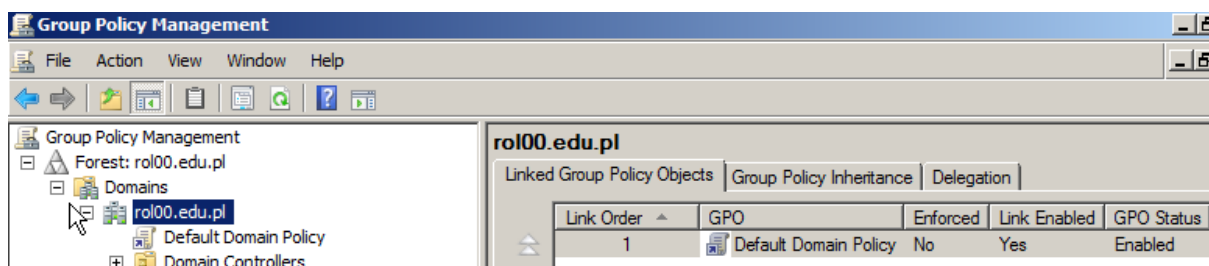 Group Policy Management
File Action View Window Help
Group Policy Management
Forest: rol00.edu.pl
Domains
rol00.edu.pl
Default Domain Policy
Domain Controllers
rol00.edu.pl
Linked Group Policy Objects Group Policy Inheritance Delegation
Link Order GPO Enforced Link Enabled GPO Status
1 Default Domain Policy No Yes Enabled